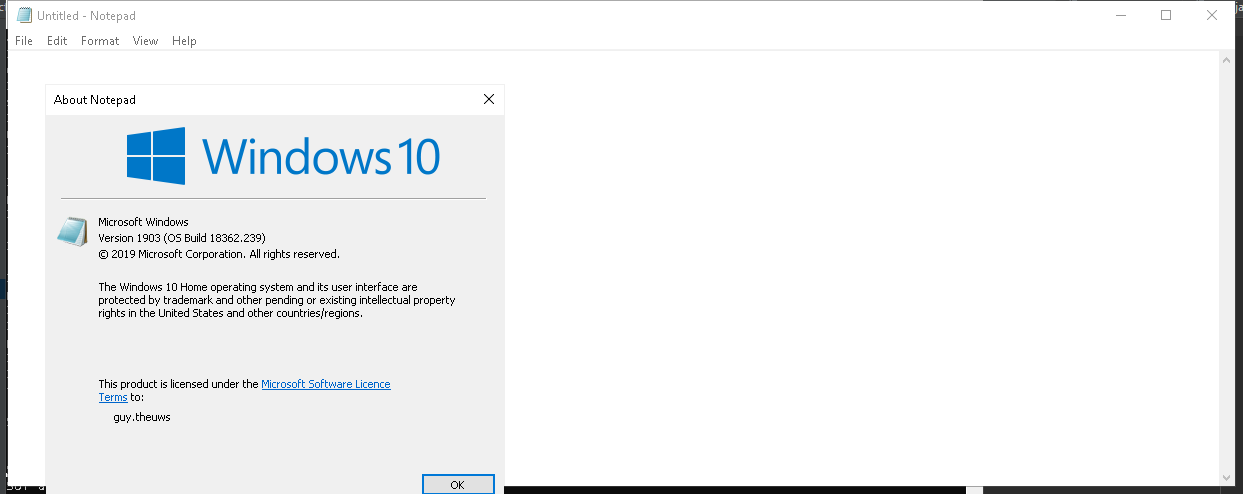 Untitled - Notepad
File Edit Format View Help
About Notepad
Windows 10
Microsoft Windows
Version 1903 (OS Build 18362.239)
© 2019 Microsoft Corporation. All rights reserved.
The Windows 10 Home operating system and its user interface are
protected by trademark and other pending or existing intellectual property
rights in the United States and other countries/regions.
This product is licensed under the Microsoft Software Licence
Terms to:
guy.theuws
OK